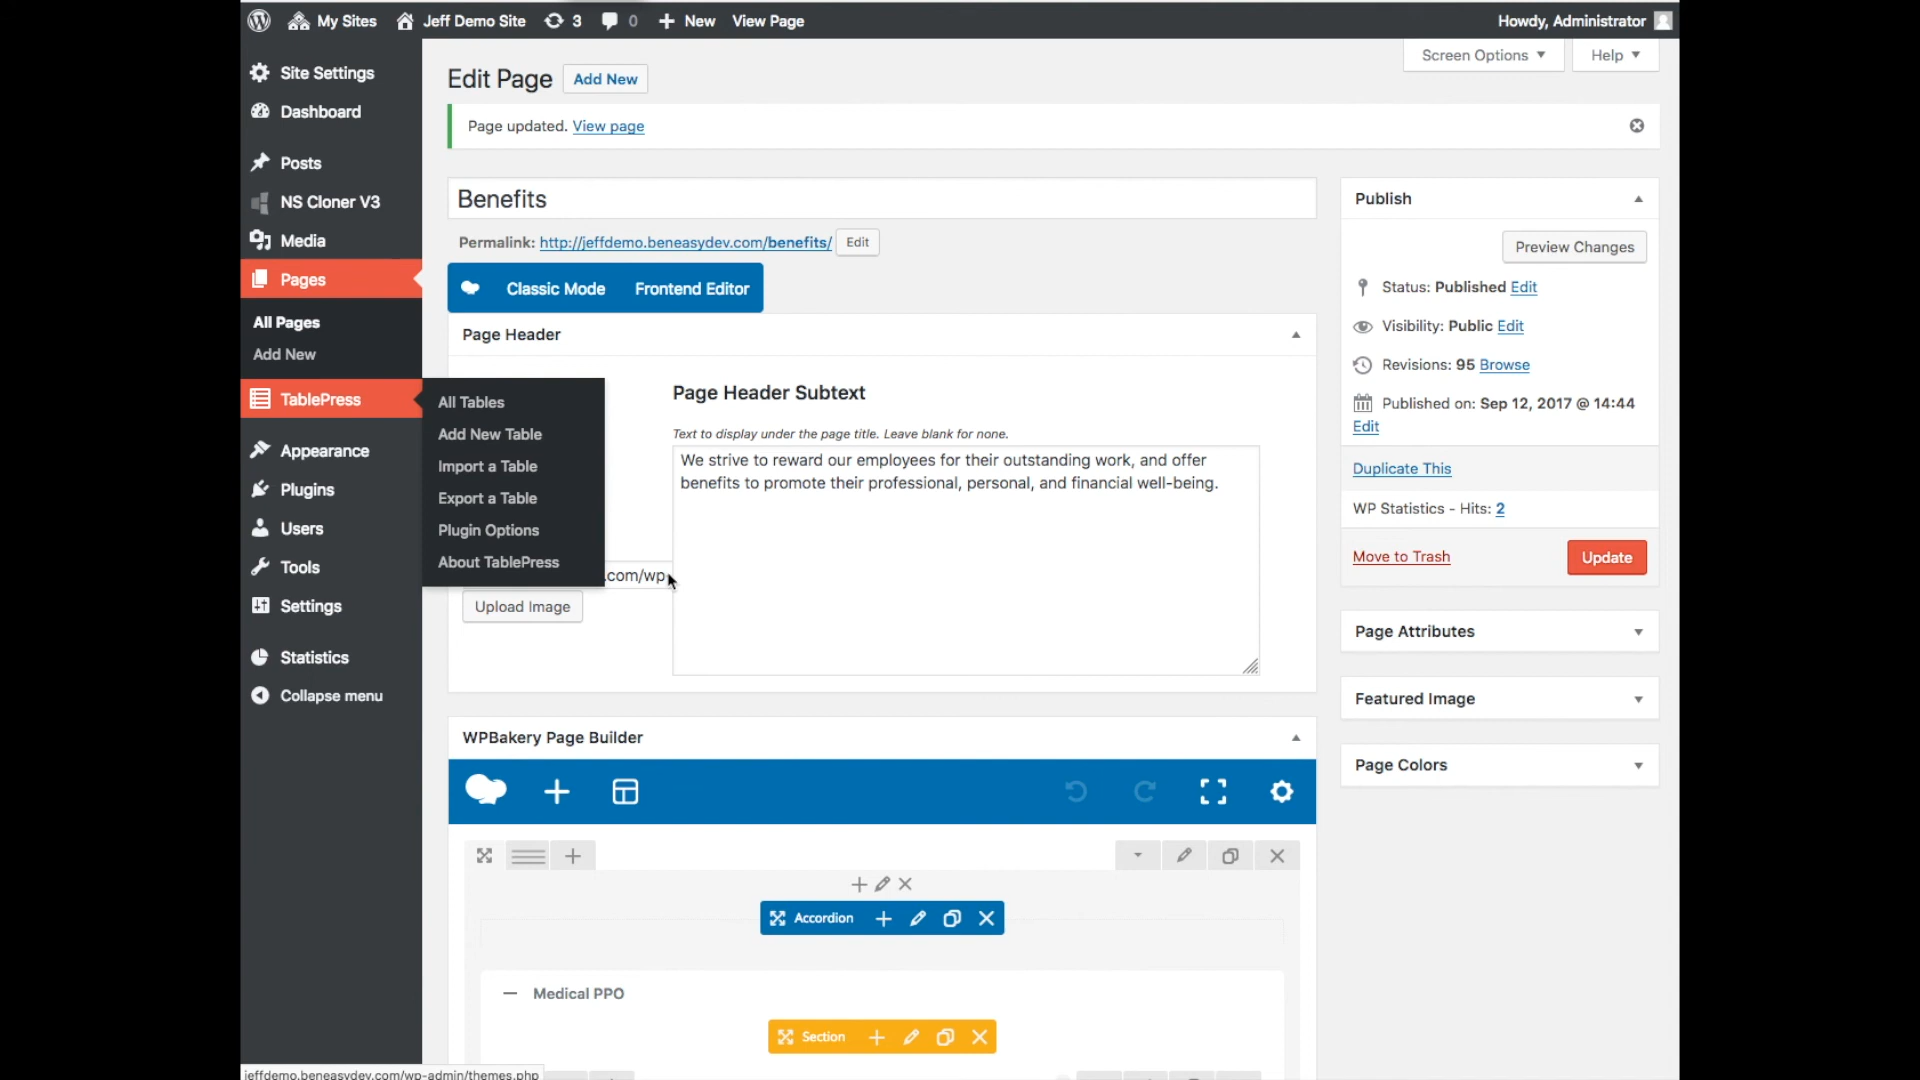 My Sites
Jeff Demo Site
3
0
New
View Page
Howdy, Administrator
Screen Options
Help
Site Settings
Dashboard
Posts
NS Cloner V3
Media
Pages
All Pages
Add New
TablePress
Appearance
Plugins
Users
Tools
Settings
Statistics
Collapse menu
All Tables
Add New Table
Import a Table
Export a Table
Plugin Options
About TablePress
Edit Page
Add New
Page updated. View page
Benefits
Permalink: http://jeffdemo.beneasydev.com/benefits/
Edit
Classic Mode
Frontend Editor
Page Header
Page Header Subtext
Text to display under the page title. Leave blank for none.
We strive to reward our employees for their outstanding work, and offer
benefits to promote their professional, personal, and financial well-being.
.com/wp-
Upload Image
WPBakery Page Builder
Accordion
Medical PPO
Section
Publish
Preview Changes
Status: Published Edit
Visibility: Public Edit
Revisions: 95 Browse
Published on: Sep 12, 2017 @ 14:44
Edit
Duplicate This
WP Statistics - Hits: 2
Move to Trash
Update
Page Attributes
Featured Image
Page Colors
jeffdemo.beneasydev.com/wp-admin/themes.php